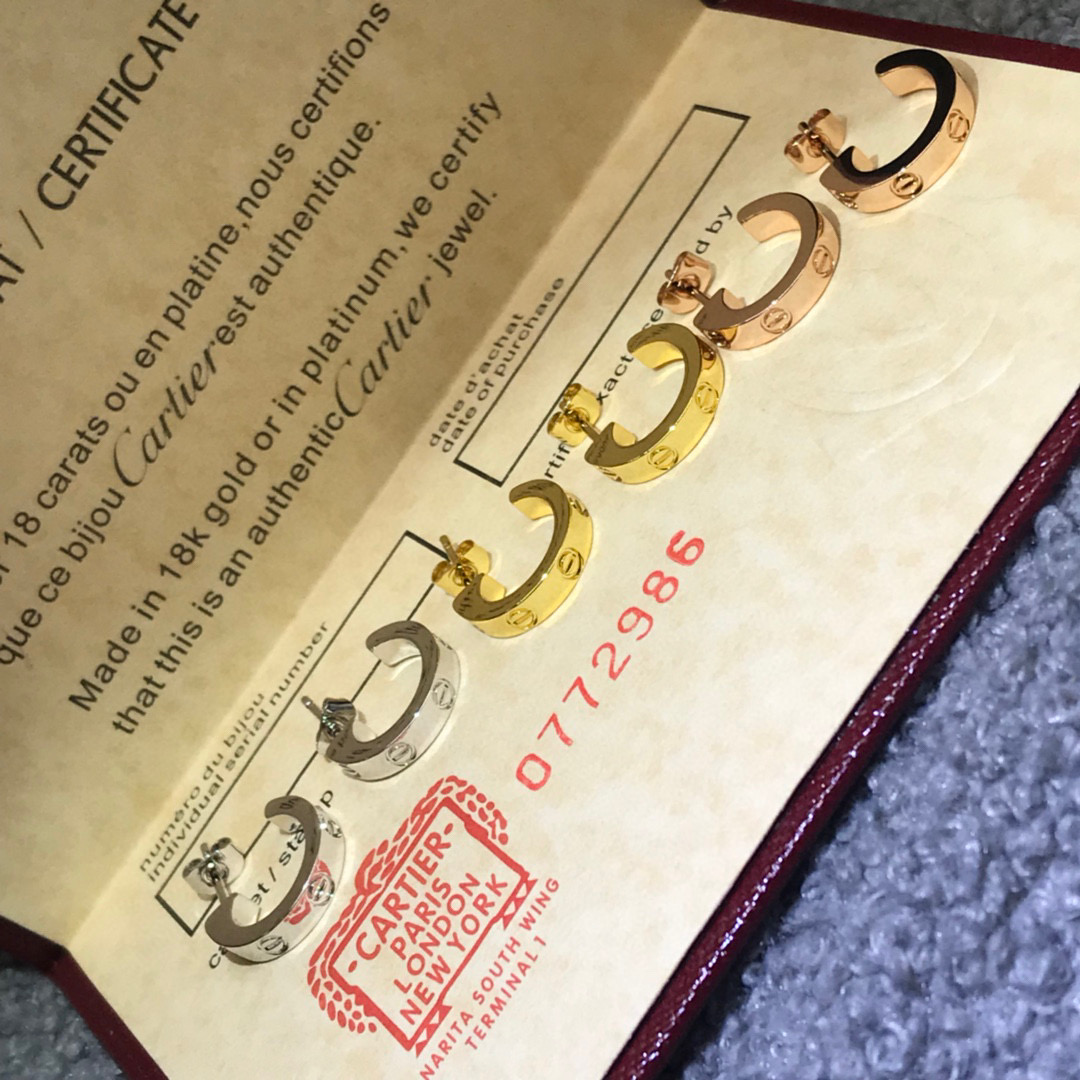 / CERTIFICATE
18 carats ou en platine, nous certifions
que ce bijou Cartier est authentique.
Made in 18k gold or in platinum, we certify
that this is an authentic Cartier jewel.
date d'achat
date of purchase
numéro du bijou
individual serial number
d by
0772986
CARTIER
PARIS
LONDON
NEW YORK
NARITA SOUTH WING
TERMINAL 1